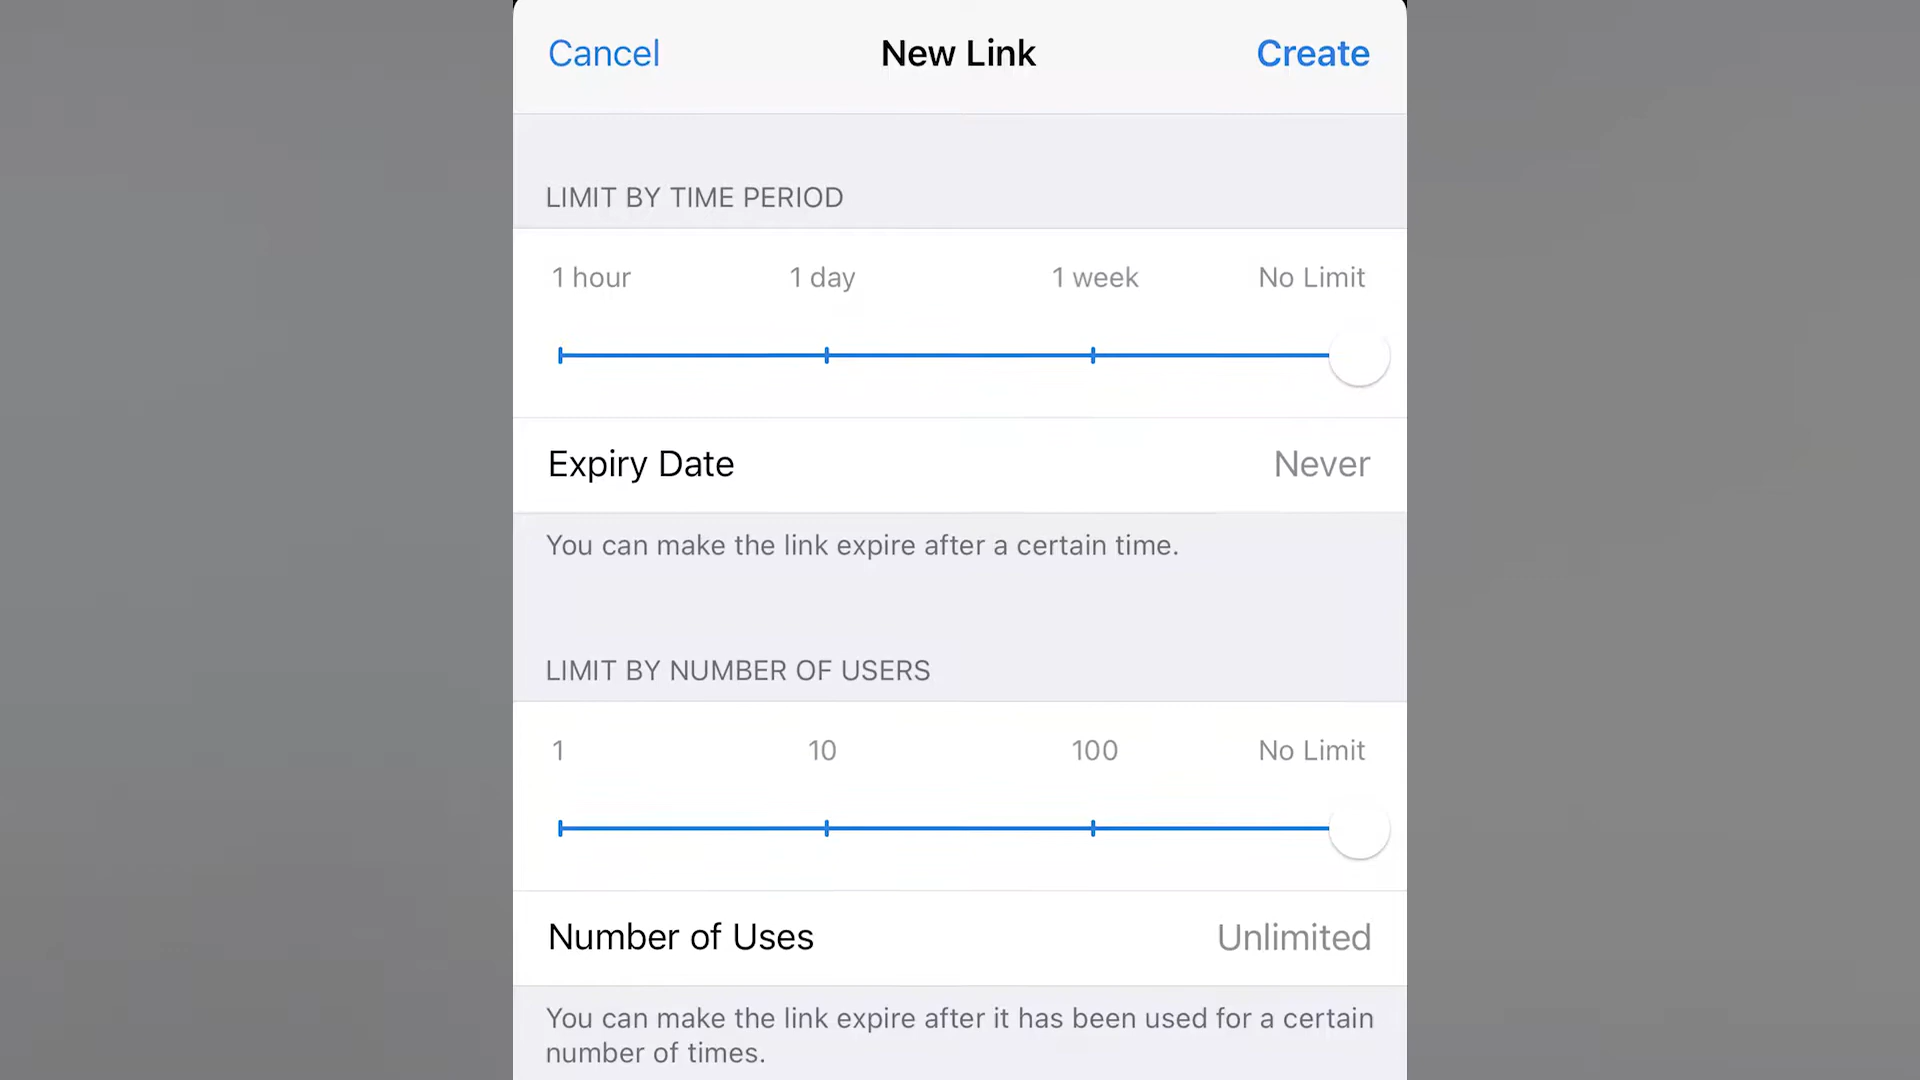 Cancel New Link Create
LIMIT BY TIME PERIOD
1 hour 1 day 1 week No Limit
Expiry Date Never
You can make the link expire after a certain time.
LIMIT BY NUMBER OF USERS
1 10 100 No Limit
Number of Uses Unlimited
You can make the link expire after it has been used for a certain
number of times.